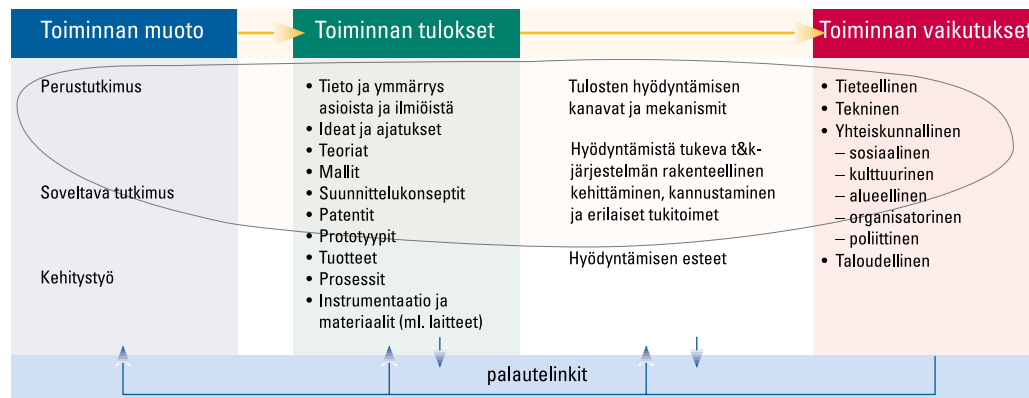 Toiminnan muoto
Toiminnan tulokset
Toiminnan vaikutukset
Perustutkimus
Soveltava tutkimus
Kehitystyö
• Tieto ja ymmärrys
asioista ja ilmiöistä
• Ideat ja ajatukset
• Teoriat
• Mallit
• Suunnittelukonseptit
• Patentit
• Prototyypit
• Tuotteet
• Prosessit
• Instrumentaatio ja
materiaalit (ml. laitteet)
Tulosten hyödyntämisen
kanavat ja mekanismit
Hyödyntämistä tukeva t&k-
järjestelmän rakenteellinen
kehittäminen, kannustaminen
ja erilaiset tukitoimet
Hyödyntämisen esteet
• Tieteellinen
• Tekninen
• Yhteiskunnallinen
– sosiaalinen
– kulttuurinen
– alueellinen
– organisatorinen
– poliittinen
• Taloudellinen
palautelinkit